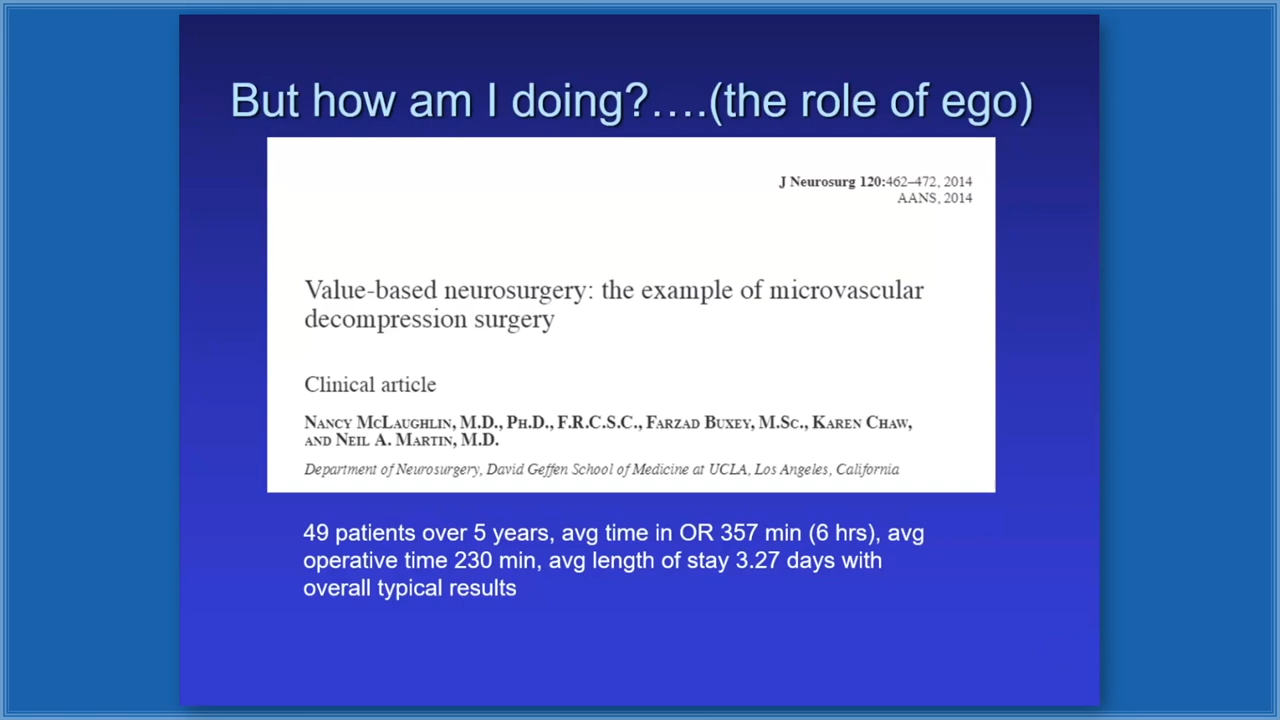 But how am I doing?….(the role of ego)
J Neurosurg 120:462–472, 2014
AANS, 2014
Value-based neurosurgery: the example of microvascular
decompression surgery
Clinical article
Nancy McLaughlin, M.D., Ph.D., F.R.C.S.C., Farzad Buxey, M.Sc., Karen Chaw,
and Neil A. Martin, M.D.
Department of Neurosurgery, David Geffen School of Medicine at UCLA, Los Angeles, California
49 patients over 5 years, avg time in OR 357 min (6 hrs), avg
operative time 230 min, avg length of stay 3.27 days with
overall typical results